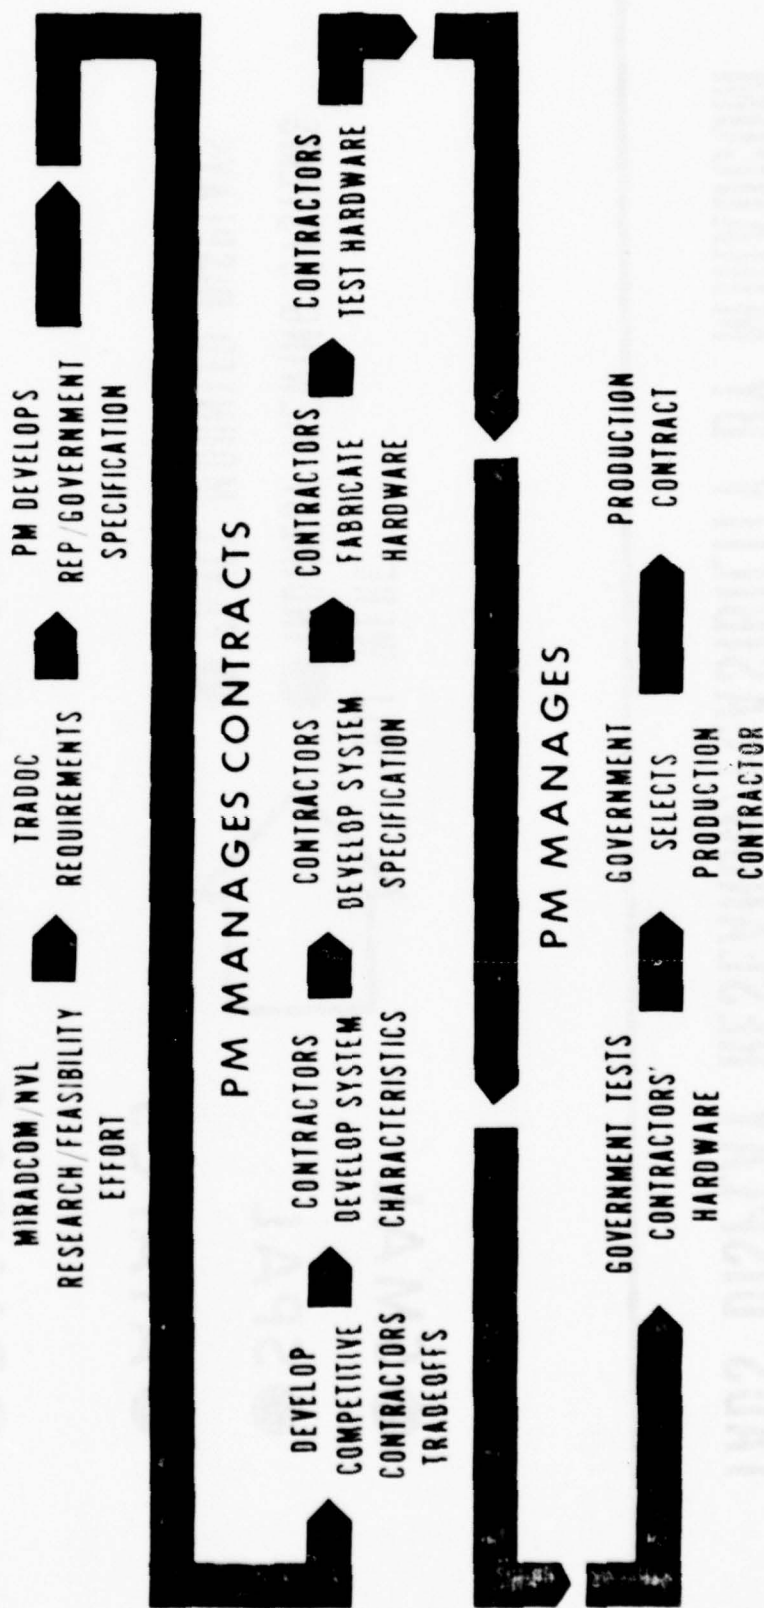 MIRADCOM/NVL
RESEARCH/FEASIBILITY
EFFORT
TRADOC
REQUIREMENTS
PM DEVELOPS
REP/GOVERNMENT
SPECIFICATION
PM MANAGES CONTRACTS
DEVELOP
COMPETITIVE
CONTRACTORS
TRADEOFFS
CONTRACTORS
DEVELOP SYSTEM
CHARACTERISTICS
CONTRACTORS
DEVELOP SYSTEM
SPECIFICATION
CONTRACTORS
FABRICATE
HARDWARE
CONTRACTORS
TEST HARDWARE
PM MANAGES
GOVERNMENT TESTS
CONTRACTORS'
HARDWARE
GOVERNMENT
SELECTS
PRODUCTION
CONTRACTOR
PRODUCTION
CONTRACT